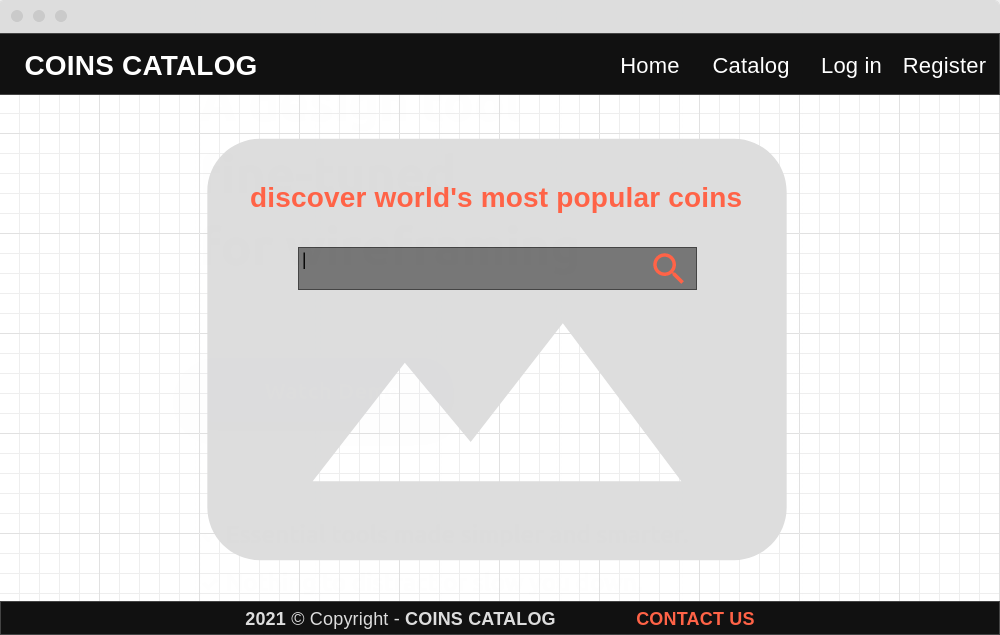 COINS CATALOG Home Catalog Log in Register
discover world's most popular coins
2021 © Copyright - COINS CATALOG CONTACT US